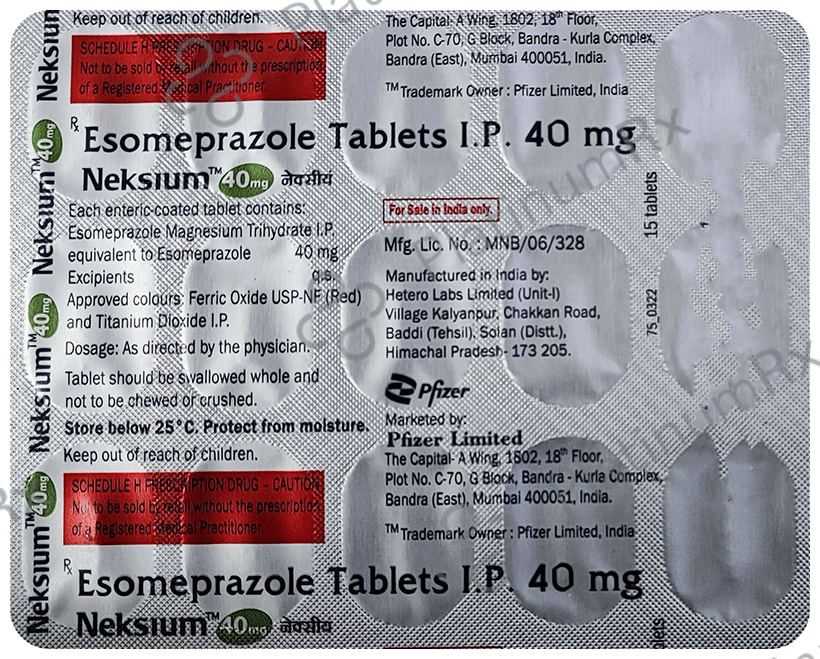 Keep out of reach of children.
SCHEDULE H PRESCRIPTION DRUG - CAUTION
Not to be sold by retail without the prescription
of a Registered Medical Practitioner.
The Capital- A Wing, 1802, 18th Floor,
Plot No. C-70, G Block, Bandra - Kurla Complex,
Bandra (East), Mumbai 400051, India.
™Trademark Owner : Pfizer Limited, India
Rx Esomeprazole Tablets I.P. 40 mg
Neksium™ 40mg नेक्सीयं
Each enteric-coated tablet contains:
Esomeprazole Magnesium Trihydrate I.P.
equivalent to Esomeprazole 40 mg
Excipients q.s.
Approved colours: Ferric Oxide USP-NF (Red)
and Titanium Dioxide I.P.
Dosage: As directed by the physician.
Tablet should be swallowed whole and
not to be chewed or crushed.
Store below 25°C. Protect from moisture.
Keep out of reach of children.
SCHEDULE H PRESCRIPTION DRUG - CAUTION
Not to be sold by retail without the prescription
of a Registered Medical Practitioner.
For Sale in India only.
Mfg. Lic. No. : MNB/06/328
Manufactured in India by:
Hetero Labs Limited (Unit-I)
Village Kalyanpur, Chakkan Road,
Baddi (Tehsil), Solan (Distt.),
Himachal Pradesh- 173 205.
Pfizer
Marketed by:
Pfizer Limited
The Capital- A Wing, 1802, 18th Floor,
Plot No. C-70, G Block, Bandra - Kurla Complex,
Bandra (East), Mumbai 400051, India.
™Trademark Owner : Pfizer Limited, India
Rx Esomeprazole Tablets I.P. 40 mg
Neksium™ 40mg नेक्सीयं
Neksium™ 40mg Neksium™ 40mg Neksium™ 40mg Neksium
75_0322 15 tablets
PlatinumRx